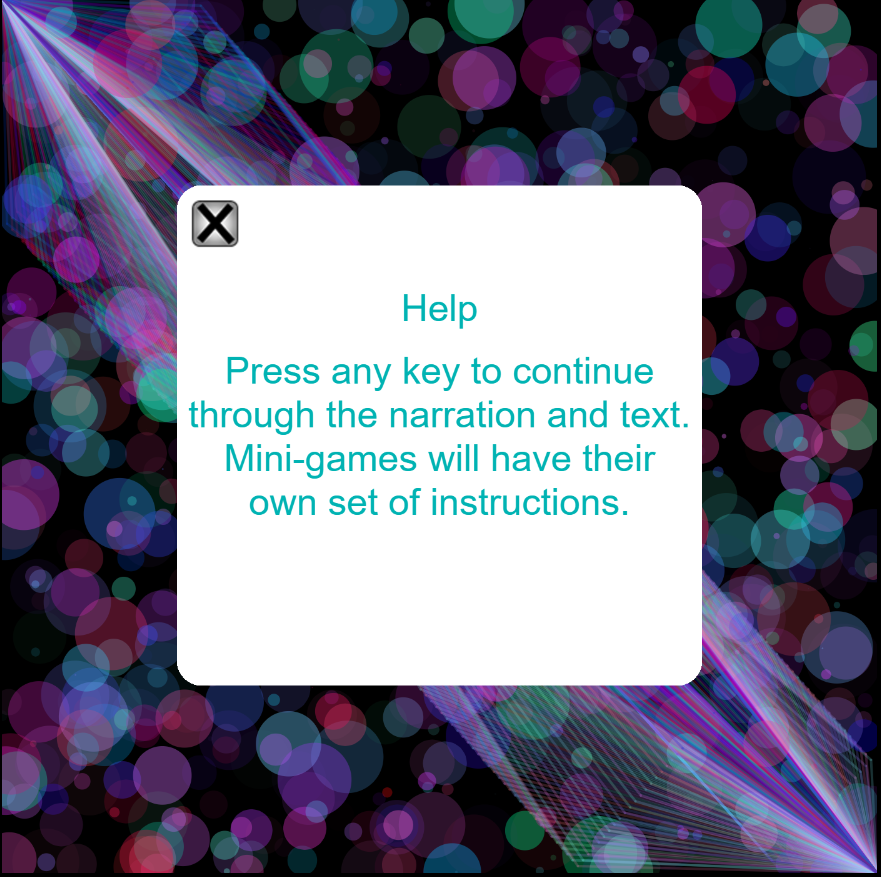 Help
Press any key to continue
through the narration and text.
Mini-games will have their
own set of instructions.